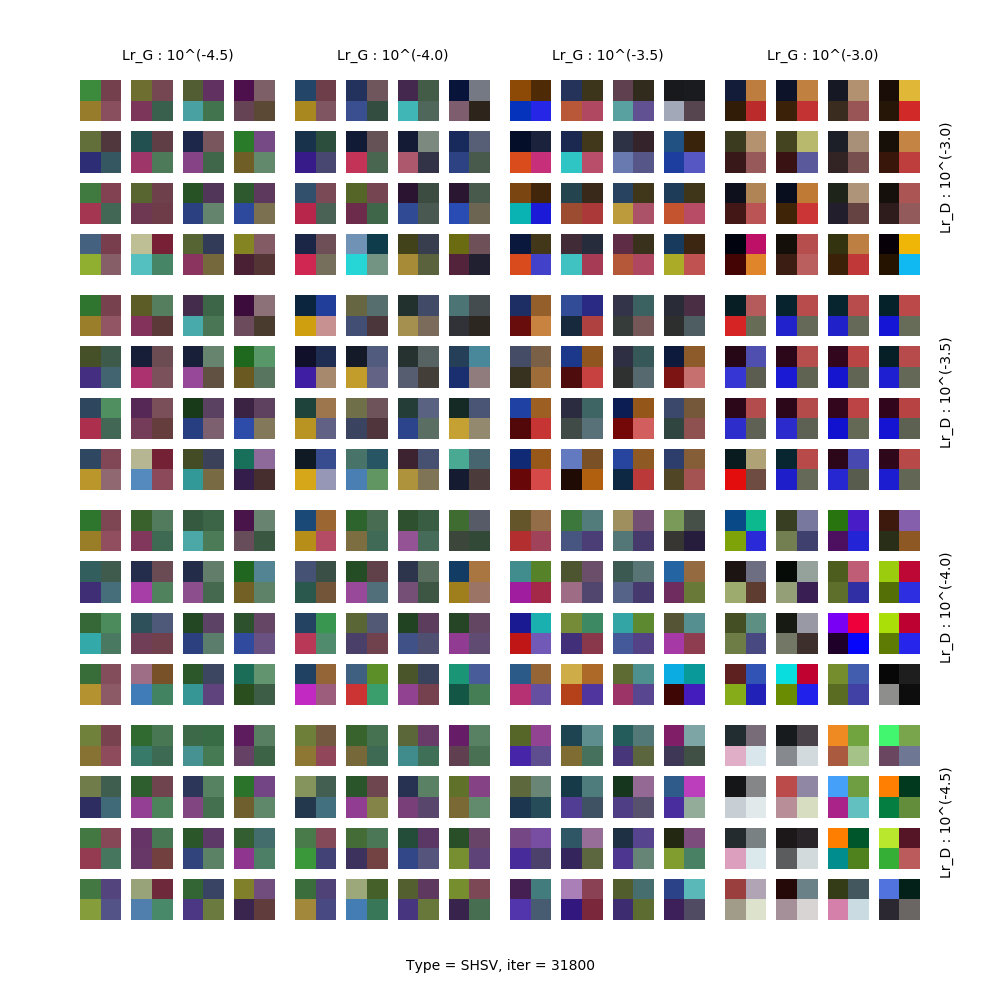 Lr_G : 10^(-4.5)
Lr_G : 10^(-4.0)
Lr_G : 10^(-3.5)
Lr_G : 10^(-3.0)
Lr_D : 10^(-3.0)
Lr_D : 10^(-3.5)
Lr_D : 10^(-4.0)
Lr_D : 10^(-4.5)
Type = SHSV, iter = 31800